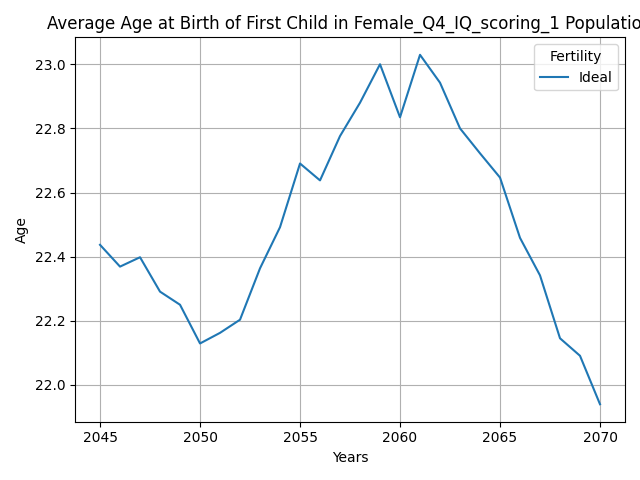 Average Age at Birth of First Child in Female_Q4_IQ_scoring_1 Populatio
Fertility
Ideal
23.0
22.8
22.6
22.4
22.2
22.0
Age
2045 2050 2055 2060 2065 2070
Years